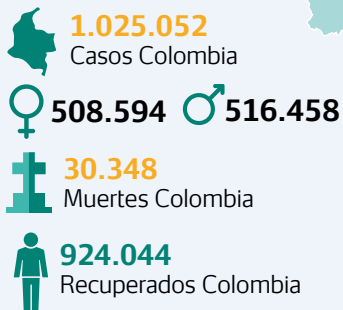 1.025.052
Casos Colombia
508.594 516.458
30.348
Muertes Colombia
924.044
Recuperados Colombia